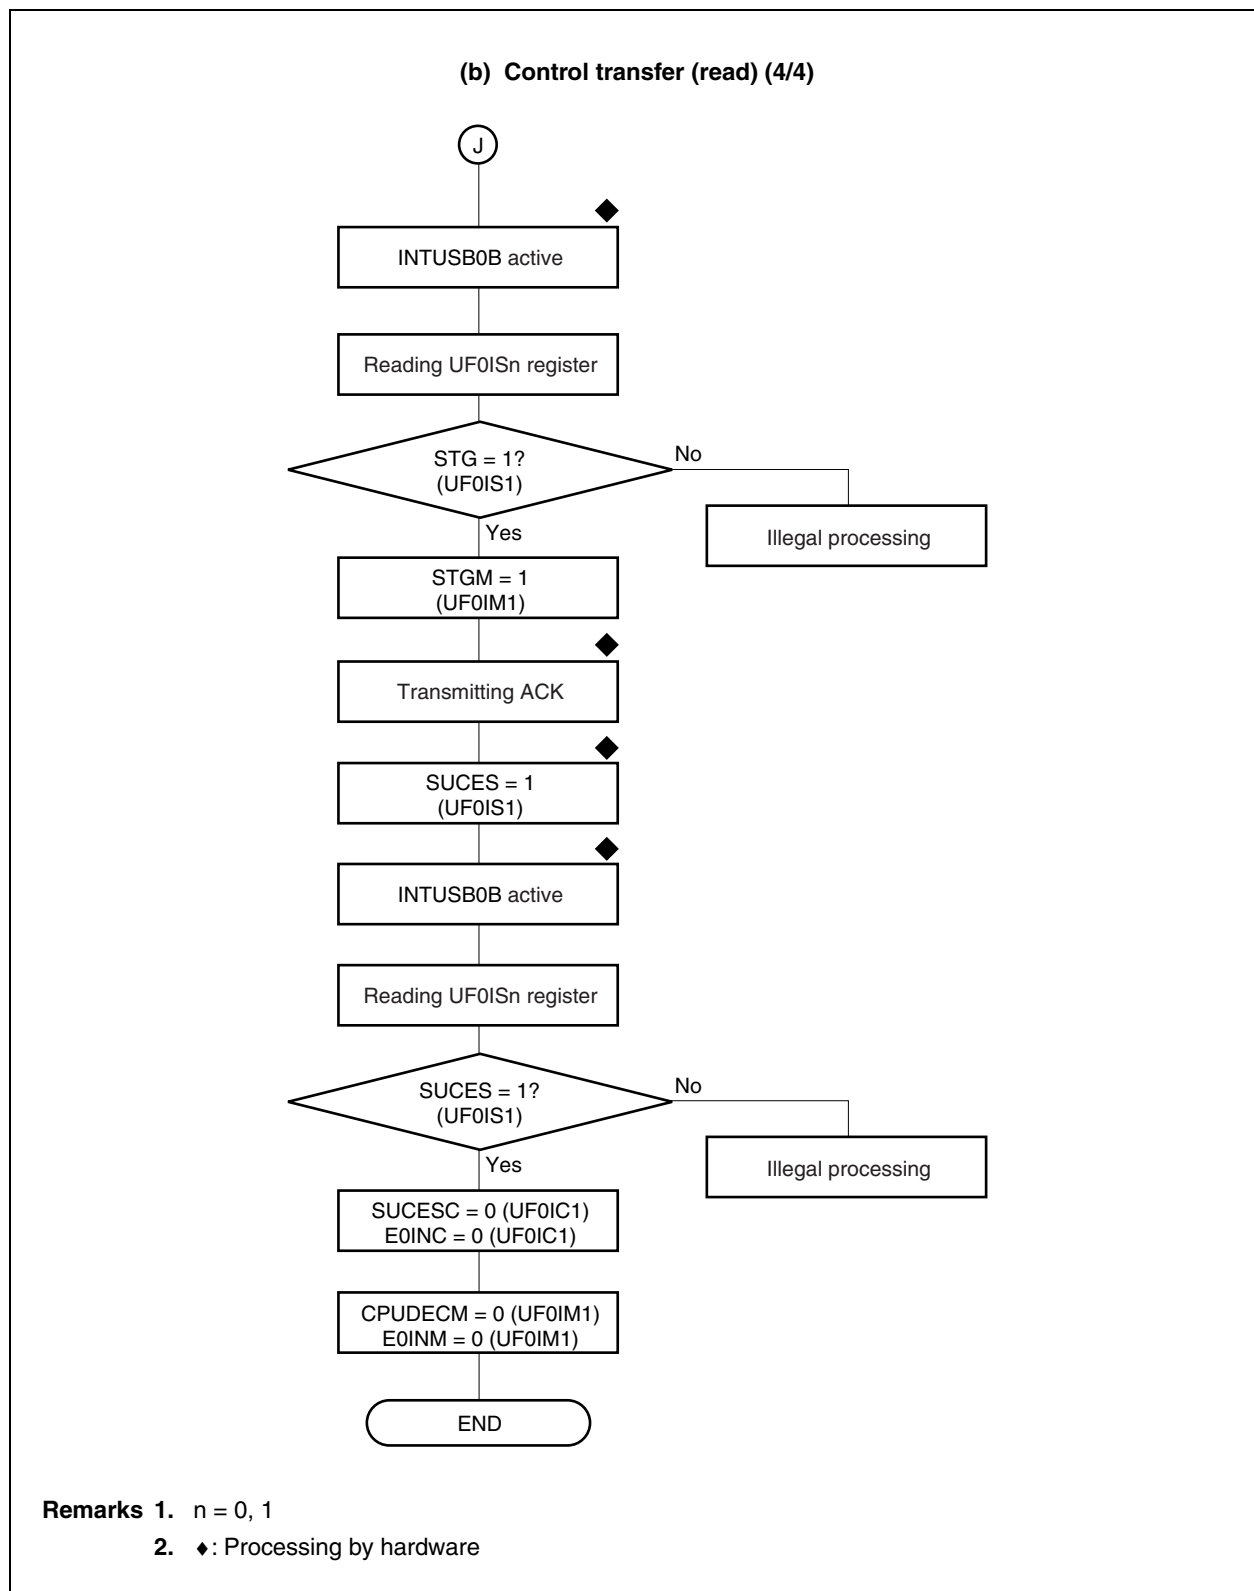 (b) Control transfer (read) (4/4)
J
INTUSB0B active
Reading UF0ISn register
STG = 1?
(UF0IS1)
No
Illegal processing
Yes
STGM = 1
(UF0IM1)
Transmitting ACK
SUCES = 1
(UF0IS1)
INTUSB0B active
Reading UF0ISn register
SUCES = 1?
(UF0IS1)
No
Illegal processing
Yes
SUCESC = 0 (UF0IC1)
E0INC = 0 (UF0IC1)
CPUDECM = 0 (UF0IM1)
E0INM = 0 (UF0IM1)
END
Remarks 1. n = 0, 1
2. ♦: Processing by hardware